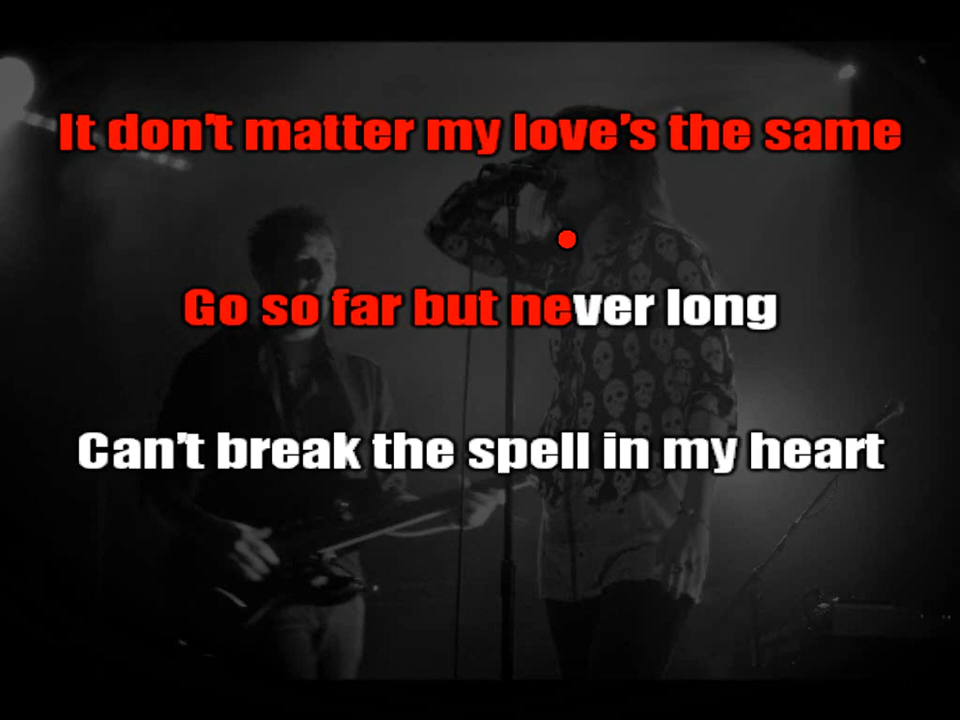 It don't matter my love's the same
Go so far but never long
Can't break the spell in my heart